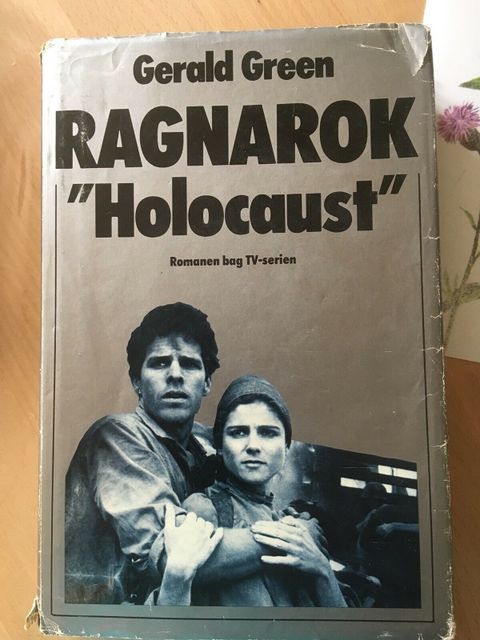 Gerald Green
RAGNAROK
"Holocaust"
Romanen bag TV-serien